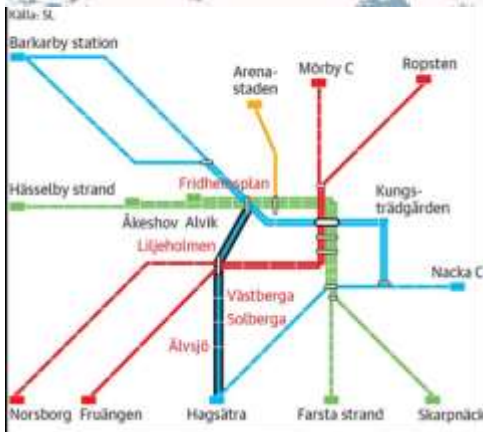 Källa: SL
Barkarby station
Arena-
staden
Mörby C
Ropsten
Hässelby strand
Fridhemsplan
Kungs-
trädgården
Åkeshov Alvik
Liljeholmen
Nacka C
Västberga
Solberga
Älvsjö
Norsborg Fruängen Hagsätra Farsta strand Skarpnäck